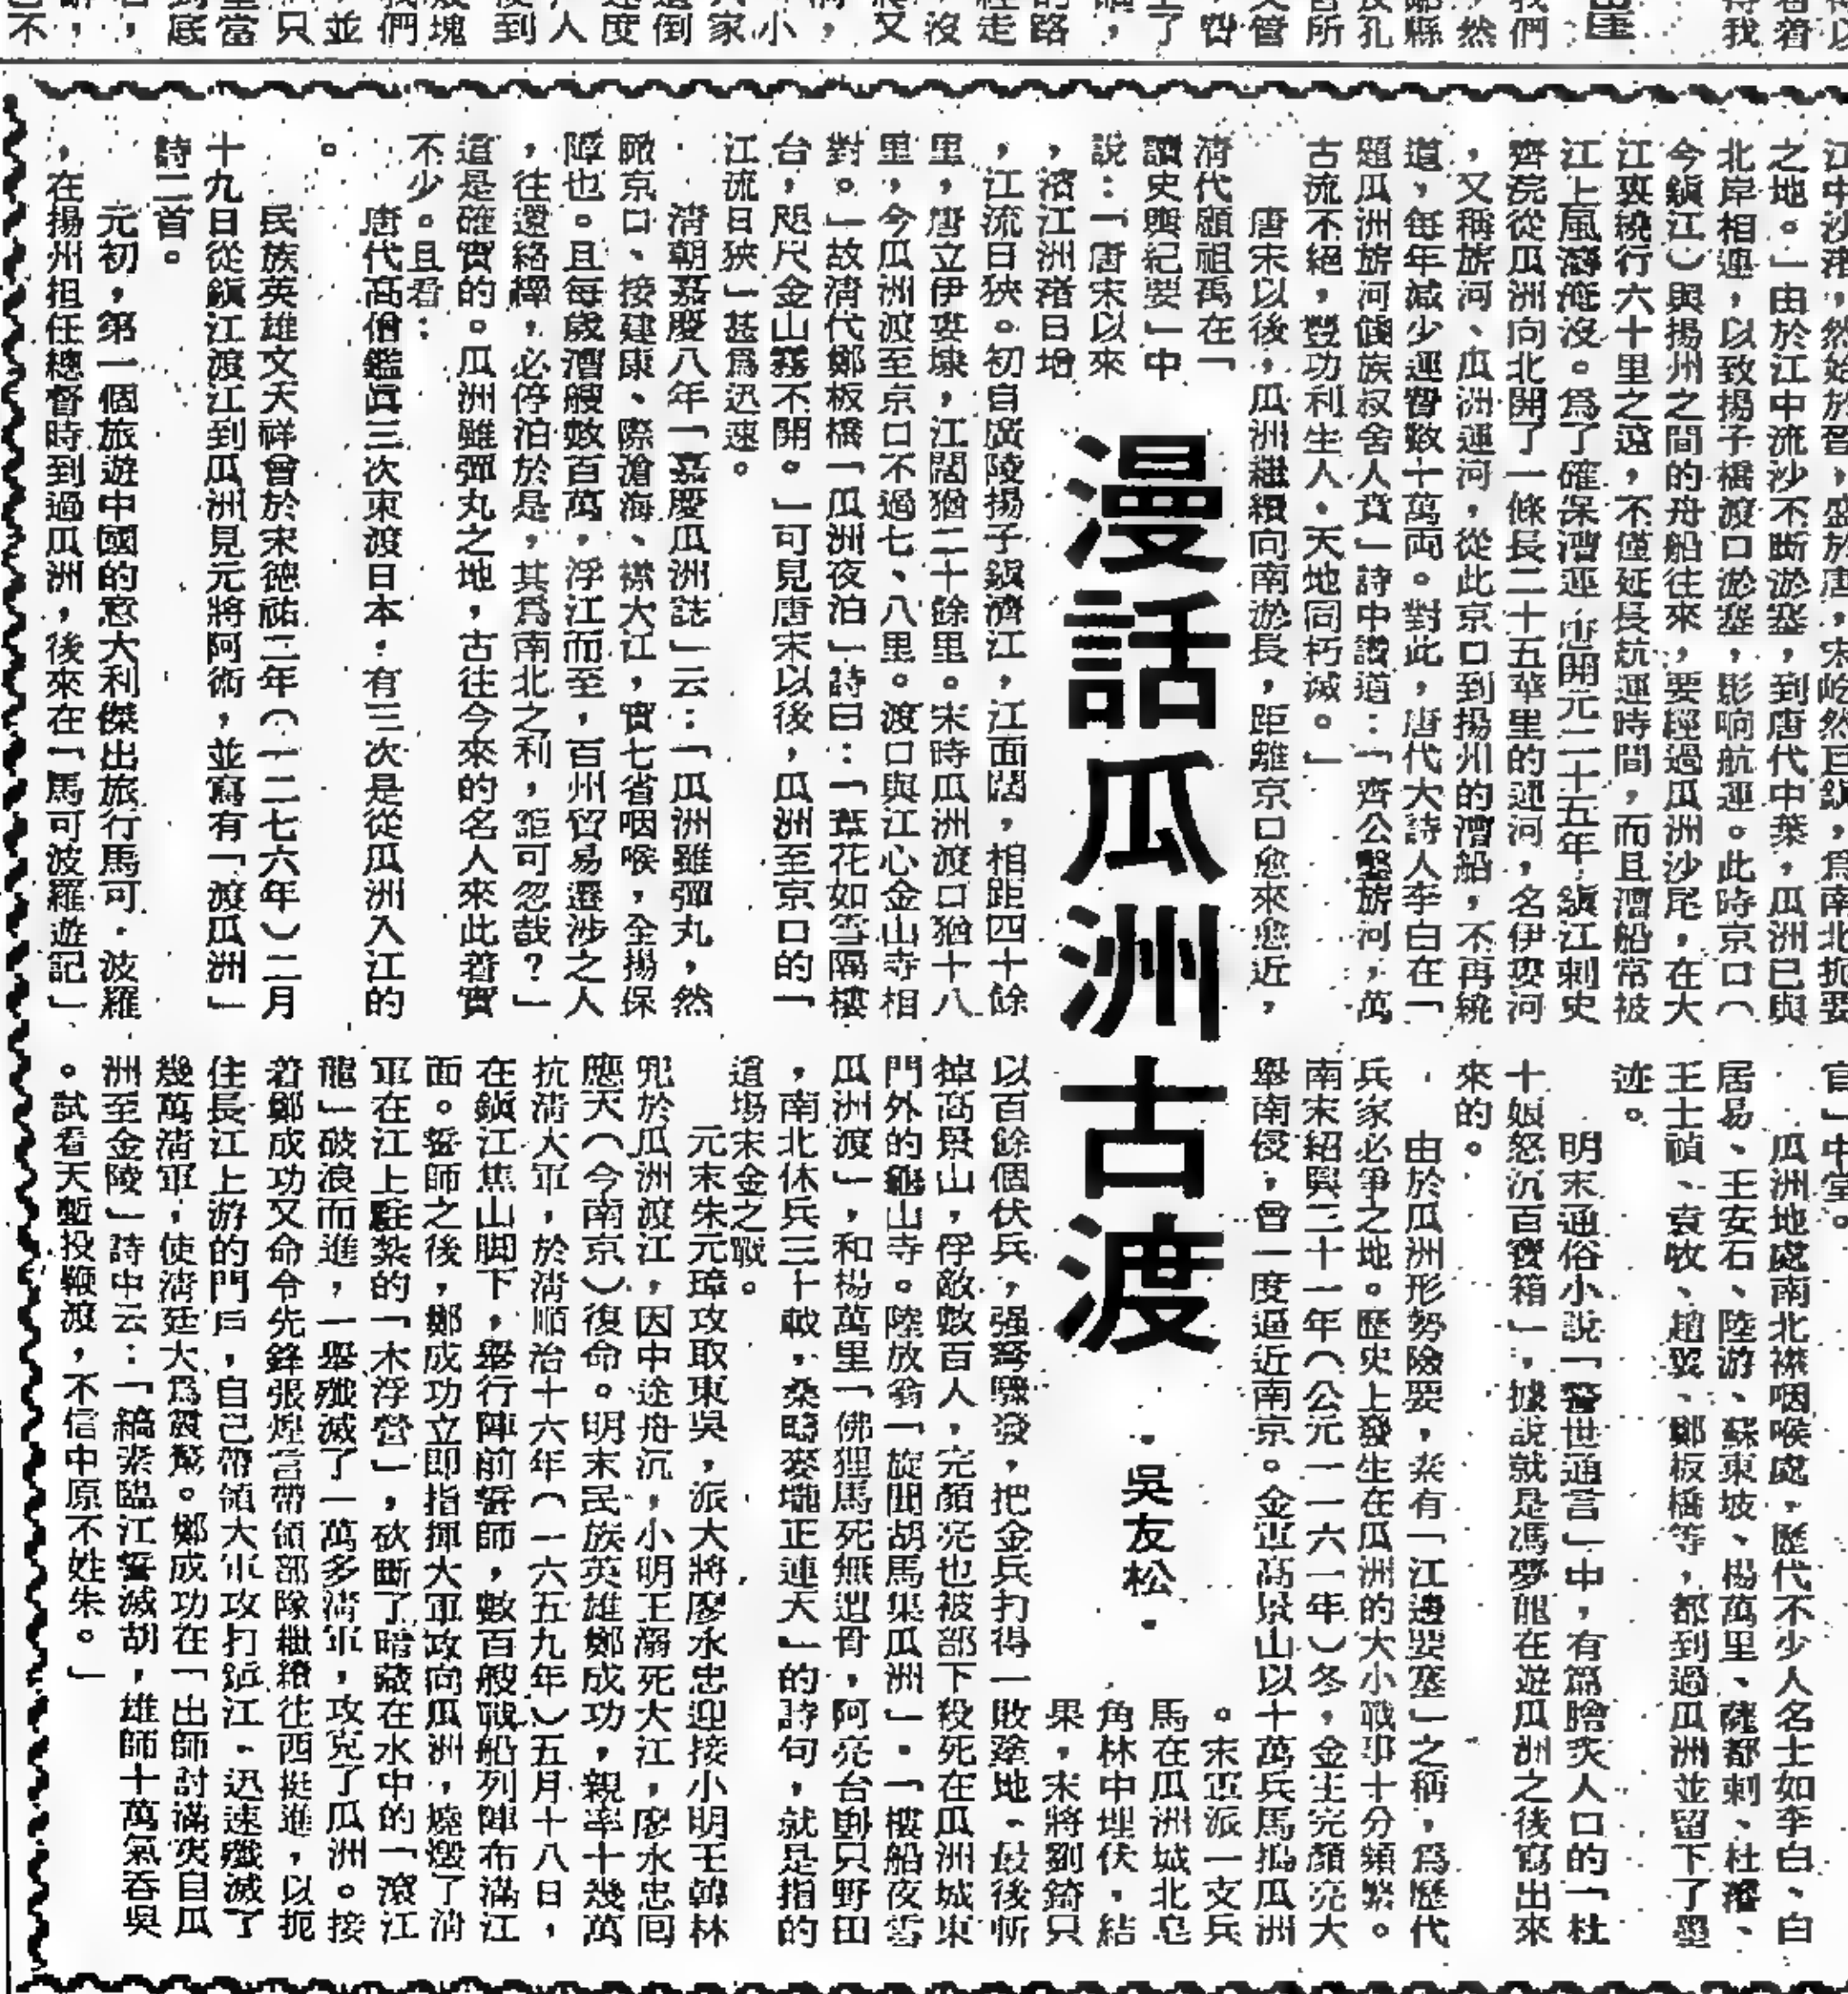 漫話瓜洲古渡
·吳友松·
江中沙漲，然始於晉，盛於唐，宋屹然巨鎮，爲南北扼要
之地。」由於江中流沙不斷淤塞，到唐代中葉，瓜洲已與
北岸相連，以致揚子橋渡口淤塞，影响航運。此時京口（
今鎮江）與揚州之間的舟船往來，要經過瓜洲沙尾，在大
江裏繞行六十里之遠，不僅延長航運時間，而且漕船常被
江上風濤淹沒。爲了確保漕運，唐開元二十五年，鎮江刺史
齊浣從瓜洲向北開了一條長二十五華里的運河，名伊婁河
，又稱旂河、瓜洲運河，從此京口到揚州的漕船，不再繞
道，每年減少運費數十萬両。對此，唐代大詩人李白在「
題瓜洲旂河餞族叔舍人賁」詩中讚道：「齊公鑿旂河，萬
古流不絕，豐功利生人，天地同朽滅。」
唐宋以後，瓜洲繼續向南淤長，距離京口愈來愈近，
清代顧祖禹在「
讀史輿紀要」中
說：「唐宋以來
，濱江洲渚日增
，江流日狹。初自廣陵揚子鎮濟江，江面闊，相距四十餘
里，唐立伊婁埭，江闊猶二十餘里。宋時瓜洲渡口猶十八
里，今瓜洲渡至京口不過七、八里。渡口與江心金山寺相
對。」故清代鄭板橋「瓜洲夜泊」詩曰：「葦花如雪隔樓
台，咫尺金山霧不開。」可見唐宋以後，瓜洲至京口的「
江流日狹」甚爲迅速。
清朝嘉慶八年「嘉慶瓜洲誌」云：「瓜洲雖彈丸，然
瞰京口、按建康、際滄海、襟大江，實七省咽喉，全揚保
障也。且每歲漕艘數百萬，浮江而至，百州貿易遷涉之人
，往還絡繹，必停泊於是，其爲南北之利，詎可忽哉？」
這是確實的。瓜洲雖彈丸之地，古往今來的名人來此着實
不少。且看：
唐代高僧鑑眞三次東渡日本，有三次是從瓜洲入江的
。
民族英雄文天祥曾於宋德祐二年（一二七六年）二月
十九日從鎮江渡江到瓜洲見元將阿術，並寫有「渡瓜洲」
詩二首。
元初，第一個旅遊中國的意大利傑出旅行馬可·波羅
，在揚州担任總督時到過瓜洲，後來在「馬可波羅遊記」
官」中堂。
瓜洲地處南北襟咽喉處，歷代不少人名士如李白、白
居易、王安石、陸游、蘇東坡、楊萬里、薩都刺、杜濬、
王士禎、袁牧、趙翼、鄭板橋等，都到過瓜洲並留下了墨
迹。
明末通俗小說「警世通言」中，有篇膾炙人口的「杜
十娘怒沉百寶箱」，據說就是馮夢龍在遊瓜洲之後寫出來
來的。
由於瓜洲形勢險要，素有「江邊要塞」之稱，爲歷代
兵家必爭之地。歷史上發生在瓜洲的大小戰事十分頻繁。
南宋紹興三十一年（公元一一六一年）冬，金主完顏亮大
舉南侵，曾一度逼近南京。金軍高景山以十萬兵馬搗瓜洲
。宋軍派一支兵
馬在瓜洲城北皂
角林中埋伏，結
果，宋將劉錡只
以百餘個伏兵，强弩驟發，把金兵打得一敗塗地，最後斬
掉高景山，俘敵數百人，完顏亮也被部下殺死在瓜洲城東
門外的龜山寺。陸放翁「旋聞胡馬集瓜洲」，「樓船夜雪
瓜洲渡」，和楊萬里「佛狸馬死無遺骨，阿亮台剩只野田
，南北休兵三十載，桑疇麥壠正連天」的詩句，就是指的
這場宋金之戰。
元末朱元璋攻取東吳，派大將廖永忠迎接小明王韓林
兜於瓜洲渡江，因中途舟沉，小明王溺死大江，廖永忠囘
應天（今南京）復命。明末民族英雄鄭成功，親率十幾萬
抗清大軍，於清順治十六年（一六五九年）五月十八日，
在鎮江焦山脚下，舉行陣前誓師，數百艘戰船列陣布滿江
面。誓師之後，鄭成功立即指揮大軍攻向瓜洲，燒燬了清
軍在江上駐紮的「木浮營」，砍斷了暗藏在水中的「滾江
龍」破浪而進，一舉殲滅了一萬多清軍，攻克了瓜洲。接
着鄭成功又命令先鋒張煌言帶領部隊繼續往西挺進，以扼
住長江上游的門戶，自己帶領大軍攻打鎮江，迅速殲滅了
幾萬清軍，使清廷大爲震驚。鄭成功在「出師討滿夷自瓜
洲至金陵」詩中云：「縞素臨江誓滅胡，雄師十萬氣吞吳
。試看天塹投鞭渡，不信中原不姓朱。」